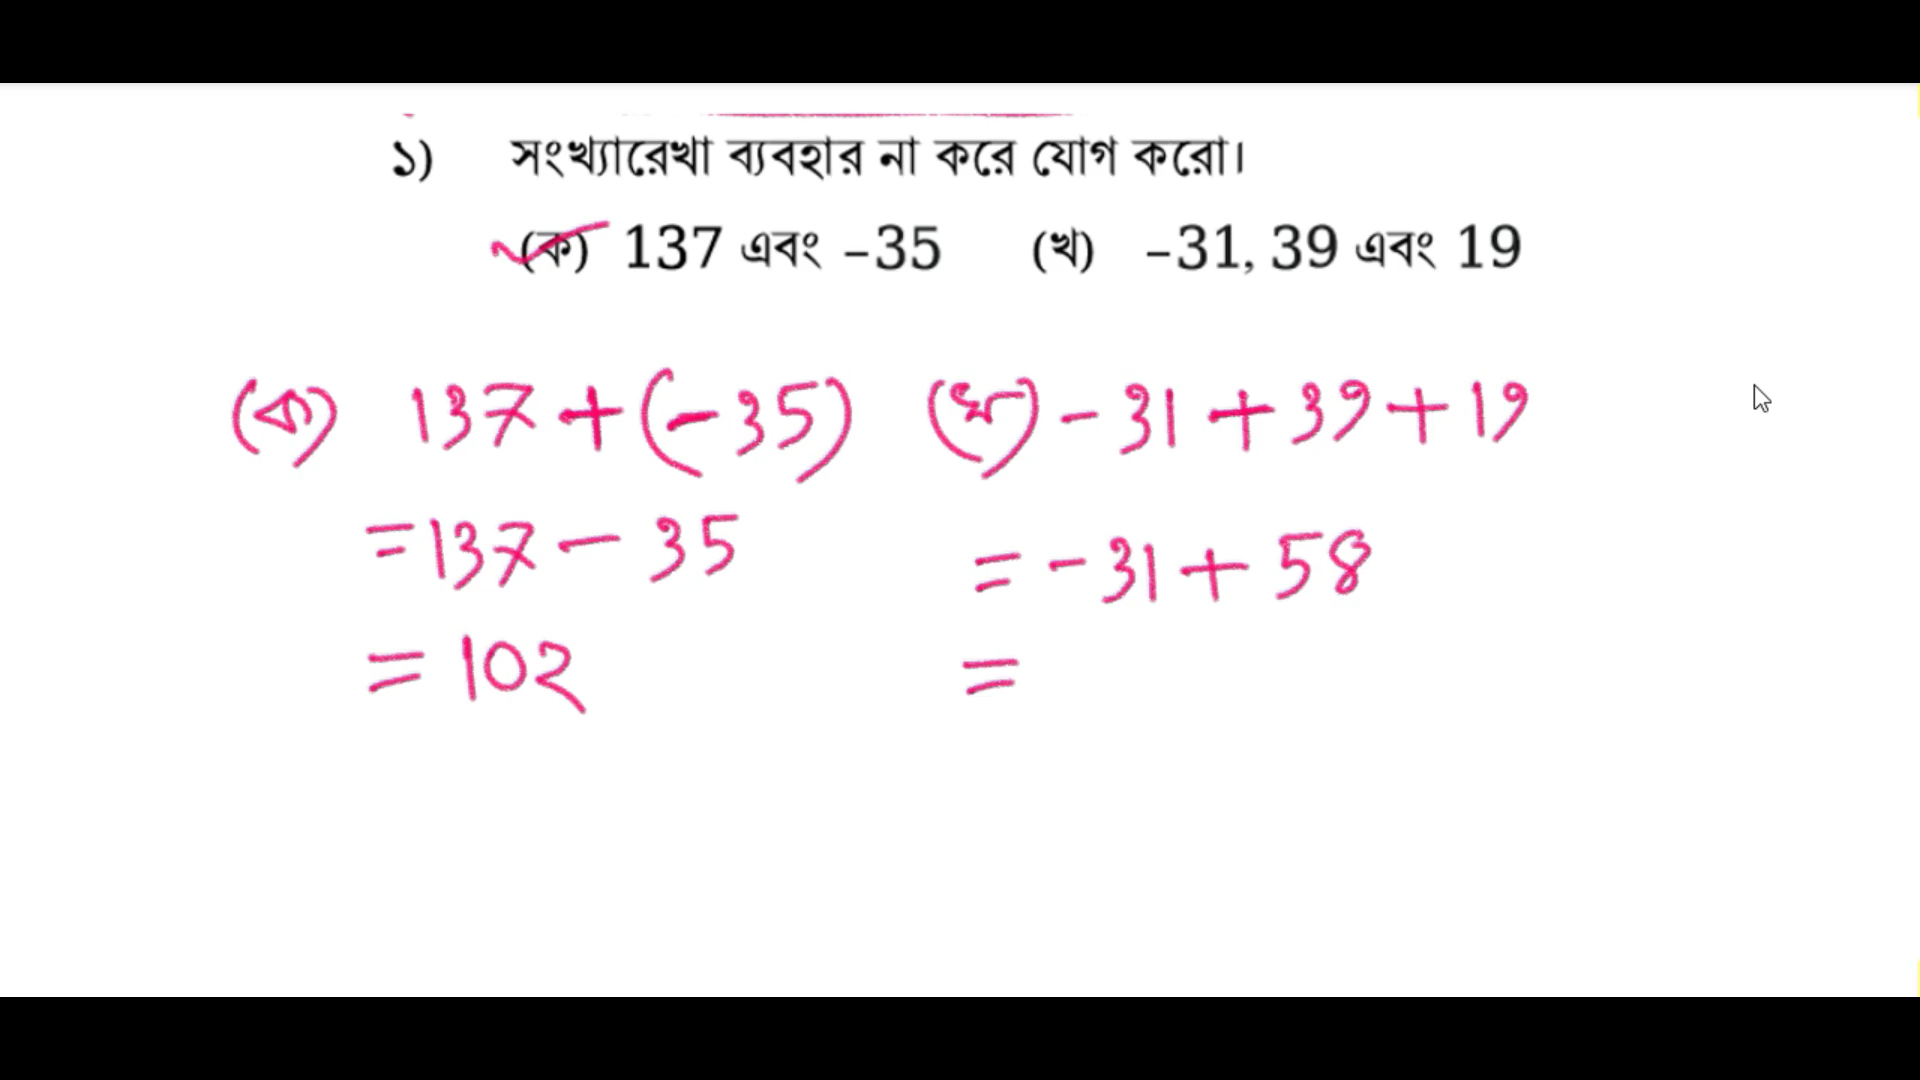 ১) সংখ্যারেখা ব্যবহার না করে যোগ করো।
(ক) 137 এবং -35 (খ) -31, 39 এবং 19
(ক) 137+(-35) (খ) -31+39+19
=137-35 =-31+58
=102 =